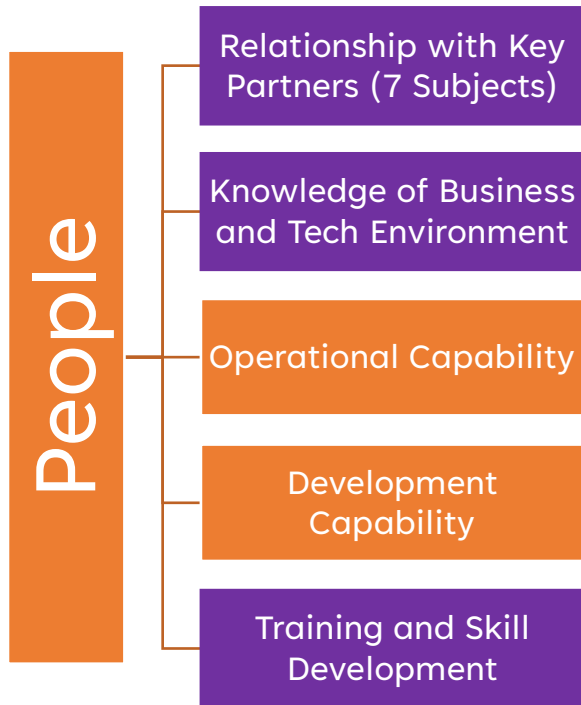 People
Relationship with Key
Partners (7 Subjects)
Knowledge of Business
and Tech Environment
Operational Capability
Development
Capability
Training and Skill
Development